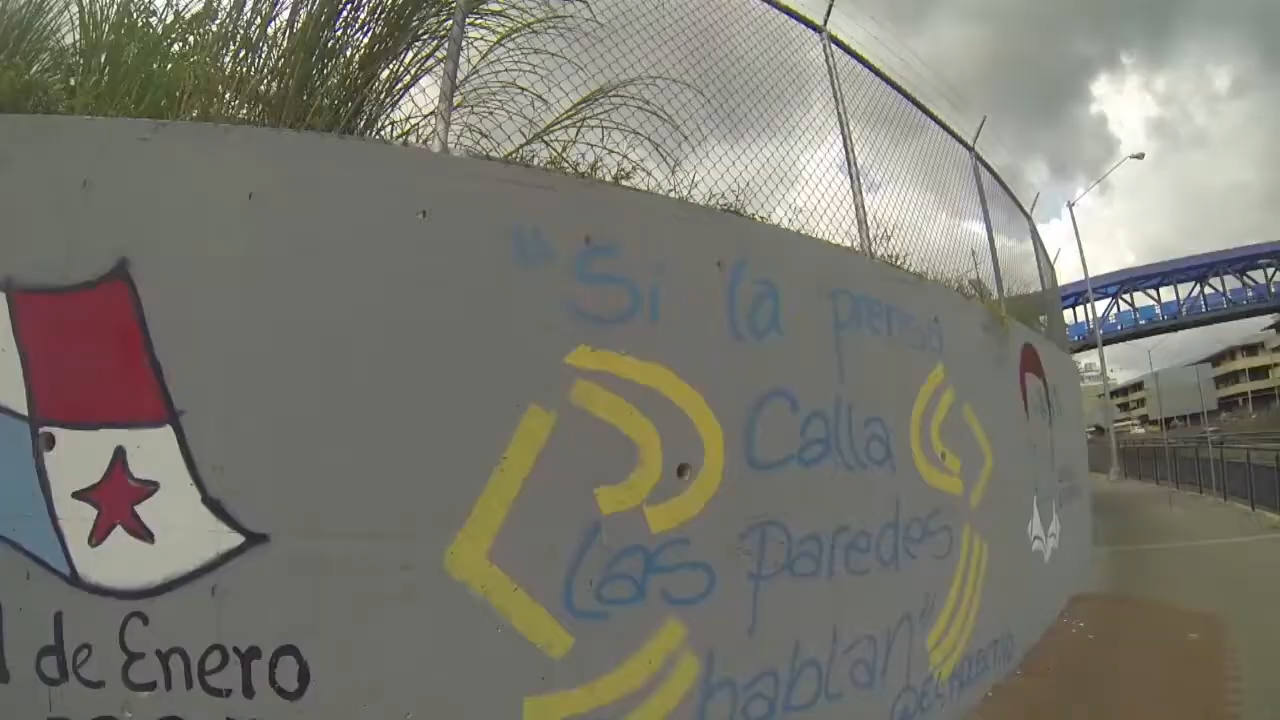 "Si la prensa
Calla
las Paredes
hablan"
de Enero